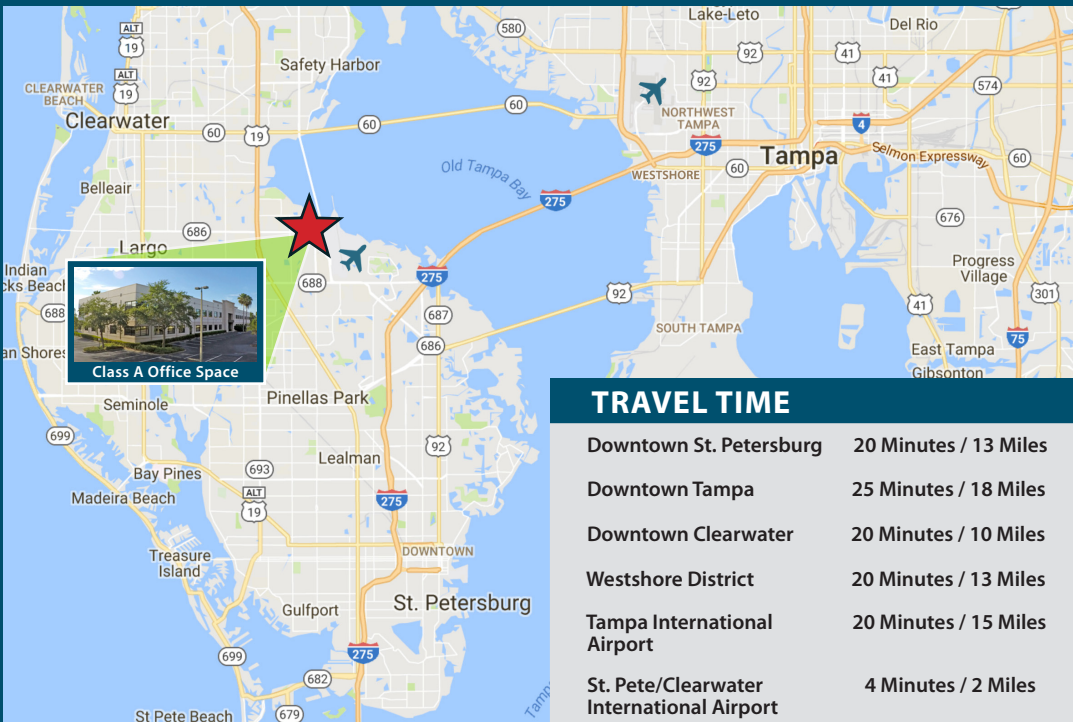 Lake-Leto
Del Rio
580
ALT
19
92
41
Safety Harbor
ALT
19
CLEARWATER
BEACH
92
41
574
60
NORTHWEST
TAMPA
Clearwater
60
19
60
4
275
Tampa
Selmon Expressway
60
60
WESTSHORE
Old Tampa Bay
Belleair
275
676
686
Largo
Indian
cks Beach
275
688
Progress
Village
92
301
41
688
687
SOUTH TAMPA
75
an Shores
686
East Tampa
Class A Office Space
Gibsonton
Pinellas Park
Seminole
699
92
Lealman
693
Bay Pines
Madeira Beach
ALT
19
275
Treasure
Island
DOWNTOWN
Gulfport
St. Petersburg
275
699
682
679
St Pete Beach
Tampa
TRAVEL TIME
Downtown St. Petersburg 20 Minutes / 13 Miles
Downtown Tampa 25 Minutes / 18 Miles
Downtown Clearwater 20 Minutes / 10 Miles
Westshore District 20 Minutes / 13 Miles
Tampa International 20 Minutes / 15 Miles
Airport
St. Pete/Clearwater 4 Minutes / 2 Miles
International Airport